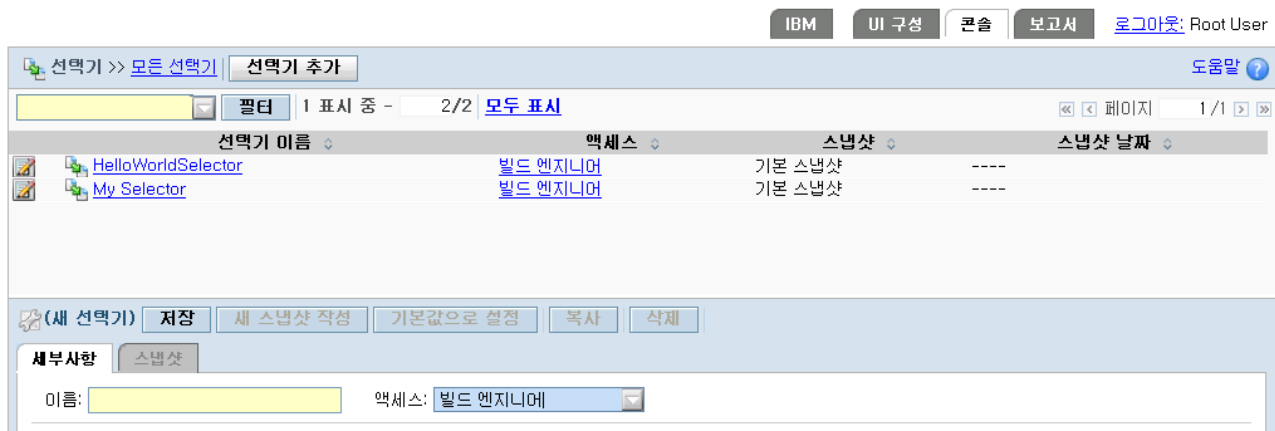 IBM UI 구성 콘솔 보고서 로그아웃: Root User
선택기 >> 모든 선택기 선택기 추가 도움말
필터 1 표시 중 - 2/2 모두 표시 페이지 1 /1
선택기 이름 액세스 스냅샷 스냅샷 날짜
HelloWorldSelector 빌드 엔지니어 기본 스냅샷 ----
My Selector 빌드 엔지니어 기본 스냅샷 ----
(새 선택기) 저장 새 스냅샷 작성 기본값으로 설정 복사 삭제
세부사항 스냅샷
이름: 액세스: 빌드 엔지니어